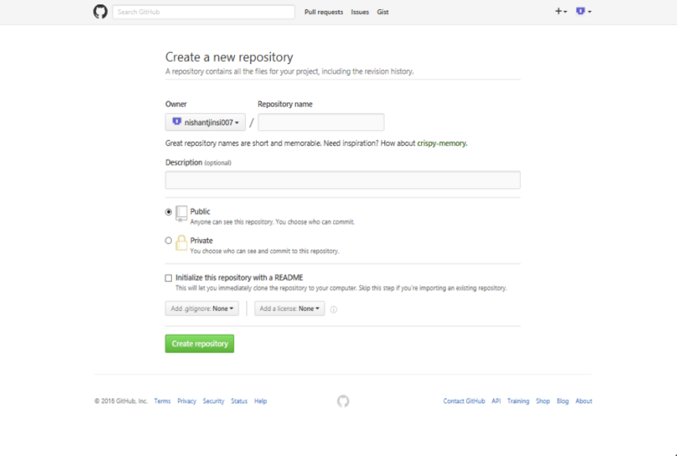 Search GitHub Pull requests Issues Gist
Create a new repository
A repository contains all the files for your project, including the revision history.
Owner Repository name
nishantjinsi007 /
Great repository names are short and memorable. Need inspiration? How about crispy-memory.
Description (optional)
Public
Anyone can see this repository. You choose who can commit.
Private
You choose who can see and commit to this repository.
Initialize this repository with a README
This will let you immediately clone the repository to your computer. Skip this step if you're importing an existing repository.
Add .gitignore: None Add a license: None
Create repository
© 2016 GitHub, Inc. Terms Privacy Security Status Help Contact GitHub API Training Shop Blog About